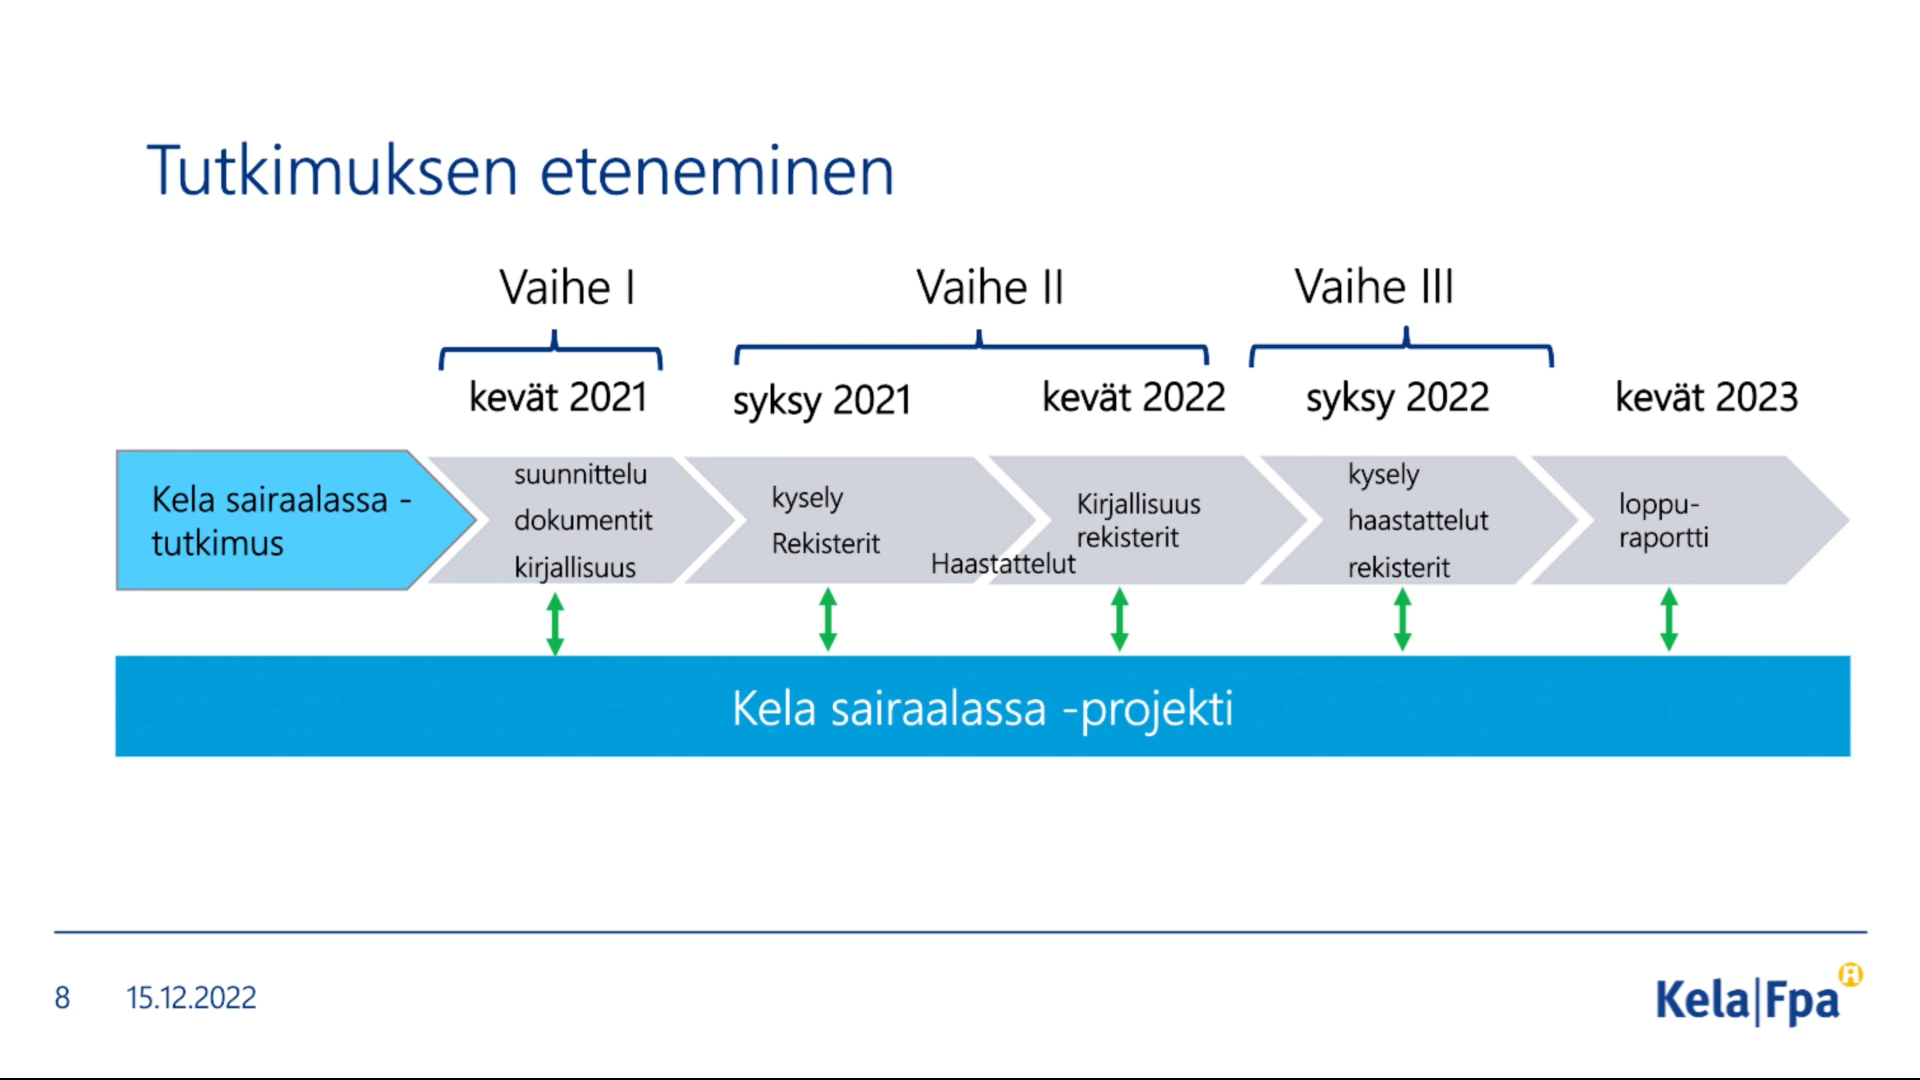 Tutkimuksen eteneminen
Vaihe I
Vaihe II
Vaihe III
kevät 2021
syksy 2021
kevät 2022
syksy 2022
kevät 2023
Kela sairaalassa -
tutkimus
suunnittelu
dokumentit
kirjallisuus
kysely
Rekisterit
Haastattelut
Kirjallisuus
rekisterit
kysely
haastattelut
rekisterit
loppu-
raportti
Kela sairaalassa -projekti
8
15.12.2022
Kela|Fpa